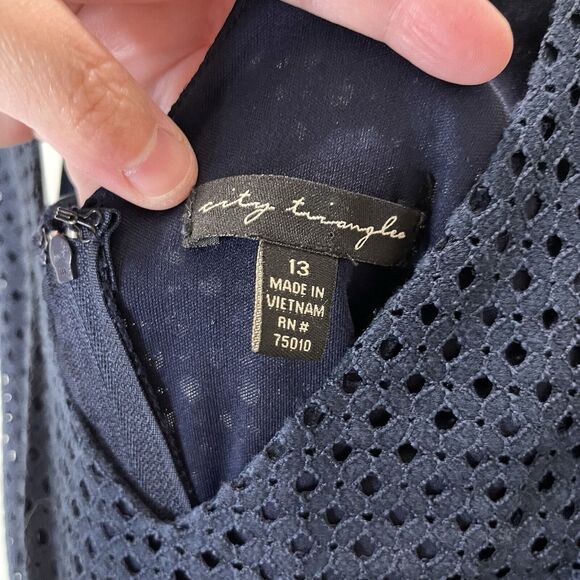 city triangles
13
MADE IN
VIETNAM
RN #
75010